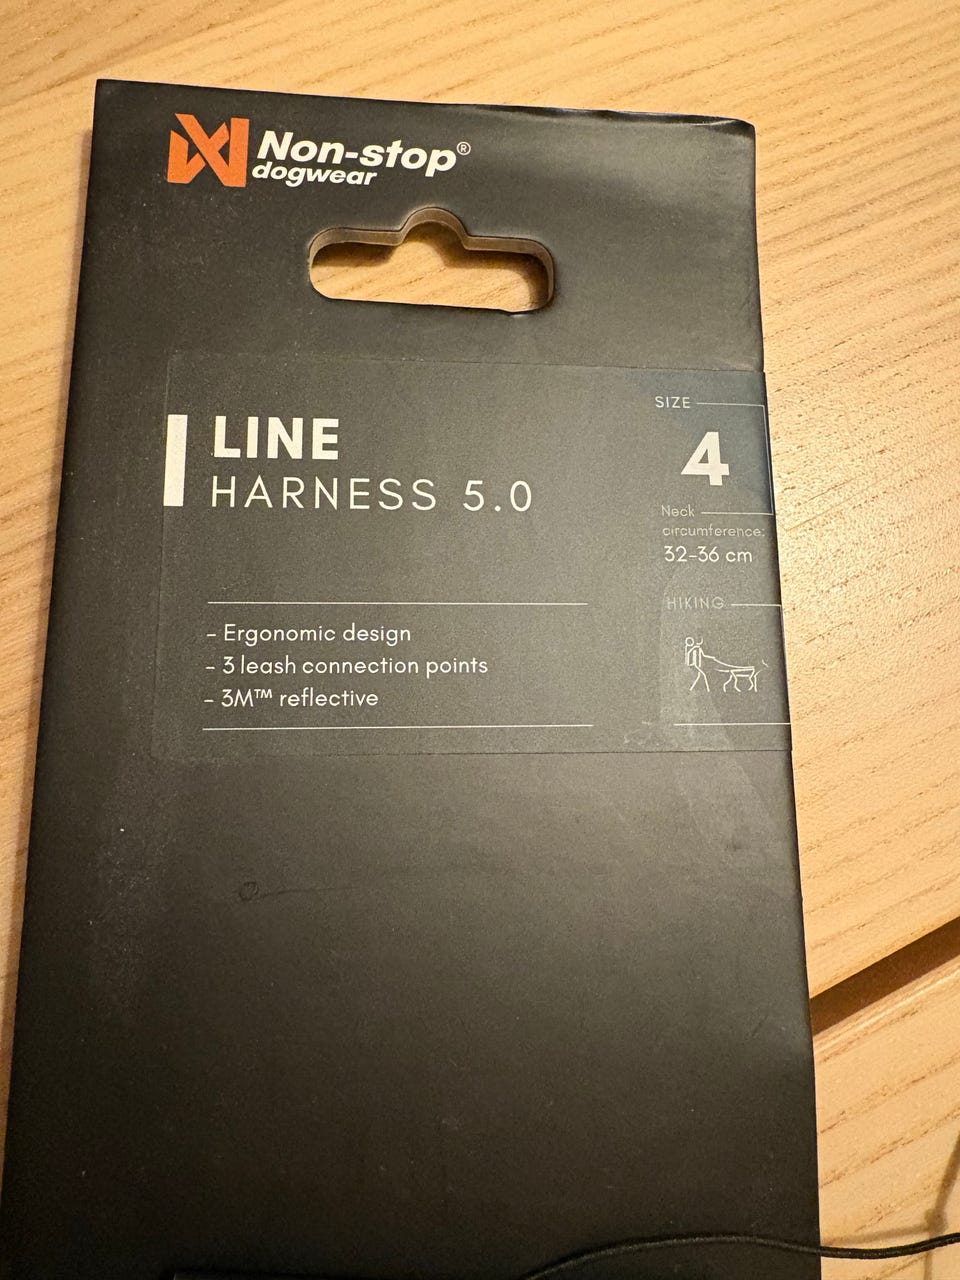 Non-stop®
dogwear
LINE
HARNESS 5.0
- Ergonomic design
- 3 leash connection points
- 3M™ reflective
SIZE
4
Neck
circumference:
32-36 cm
HIKING